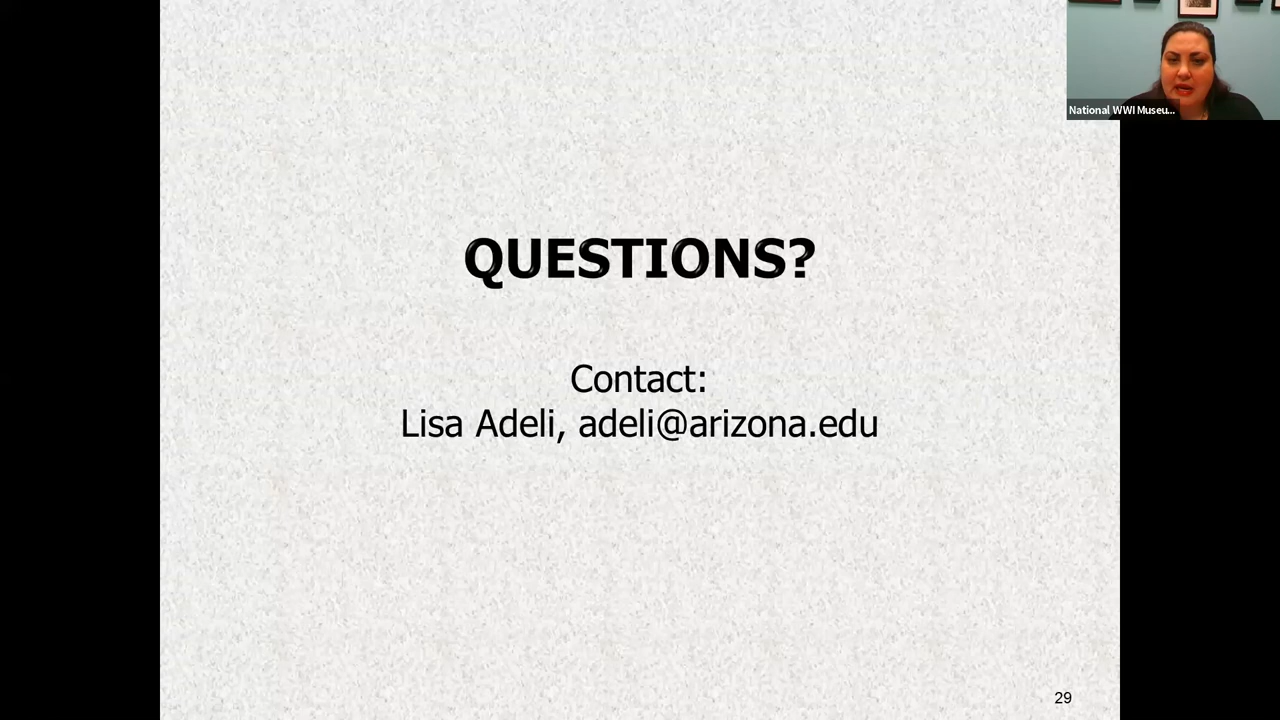 National WWI Museu...
QUESTIONS?
Contact:
Lisa Adeli, adeli@arizona.edu
29